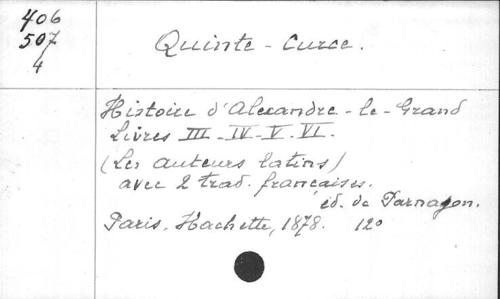 406
507
4
Quinte-Curce.
Histoire d'Alexandre-le-Grand
Livres III-IV-V-VI.
(Les auteurs latins)
avec 2 trad. françaises.
éd. de Parnajon.
Paris, Hachette, 1878. 12°